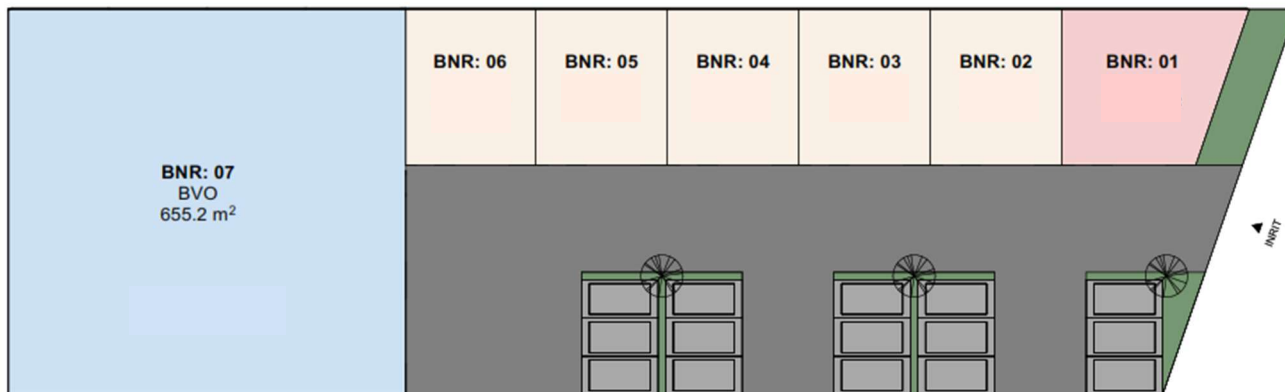 BNR: 06
BNR: 05
BNR: 04
BNR: 03
BNR: 02
BNR: 01
BNR: 07
BVO
655.2 m²
INRIT